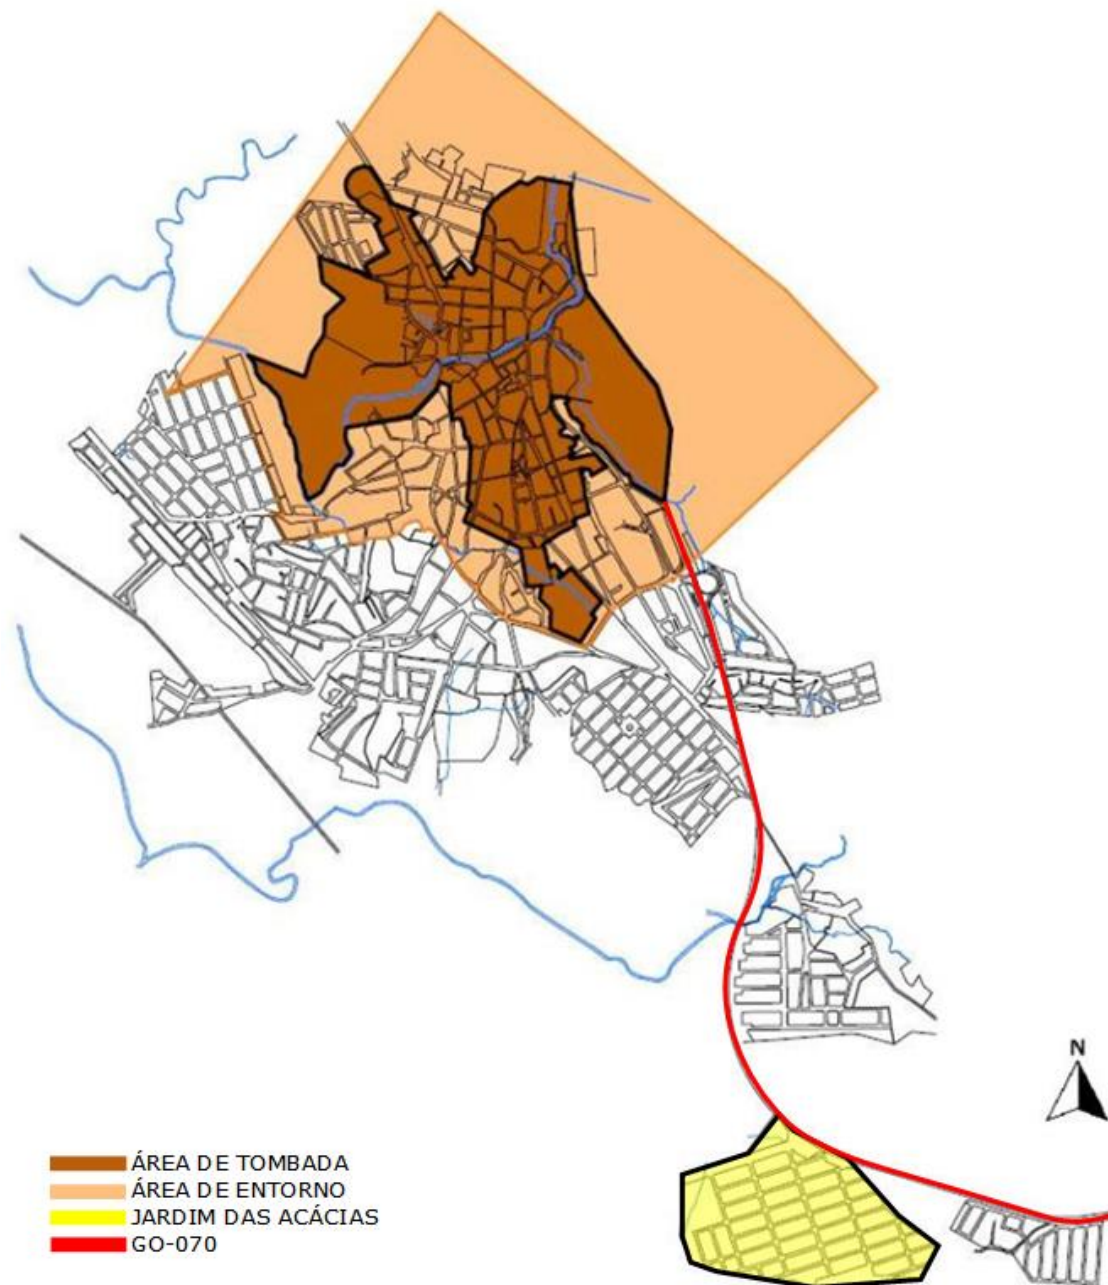 N
ÁREA DE TOMBADA
ÁREA DE ENTORNO
JARDIM DAS ACÁCIAS
GO-070